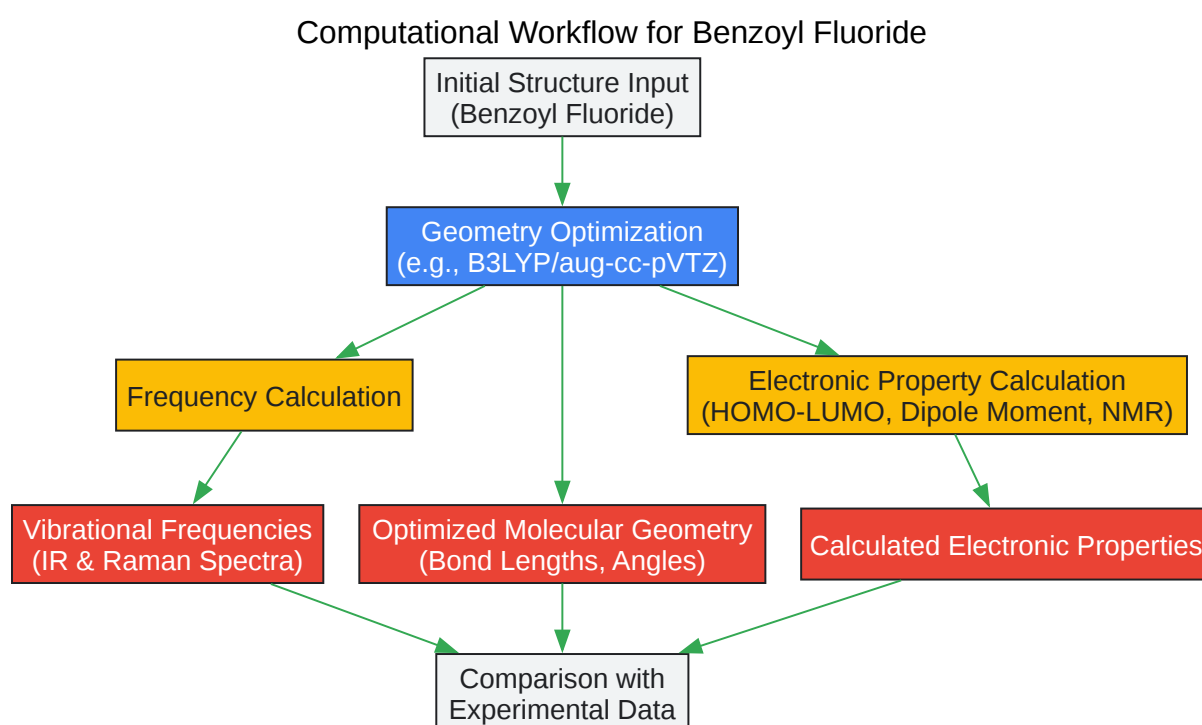 Computational Workflow for Benzoyl Fluoride
Initial Structure Input
(Benzoyl Fluoride)
Geometry Optimization
(e.g., B3LYP/aug-cc-pVTZ)
Frequency Calculation
Electronic Property Calculation
(HOMO-LUMO, Dipole Moment, NMR)
Vibrational Frequencies
(IR & Raman Spectra)
Optimized Molecular Geometry
(Bond Lengths, Angles)
Calculated Electronic Properties
Comparison with
Experimental Data